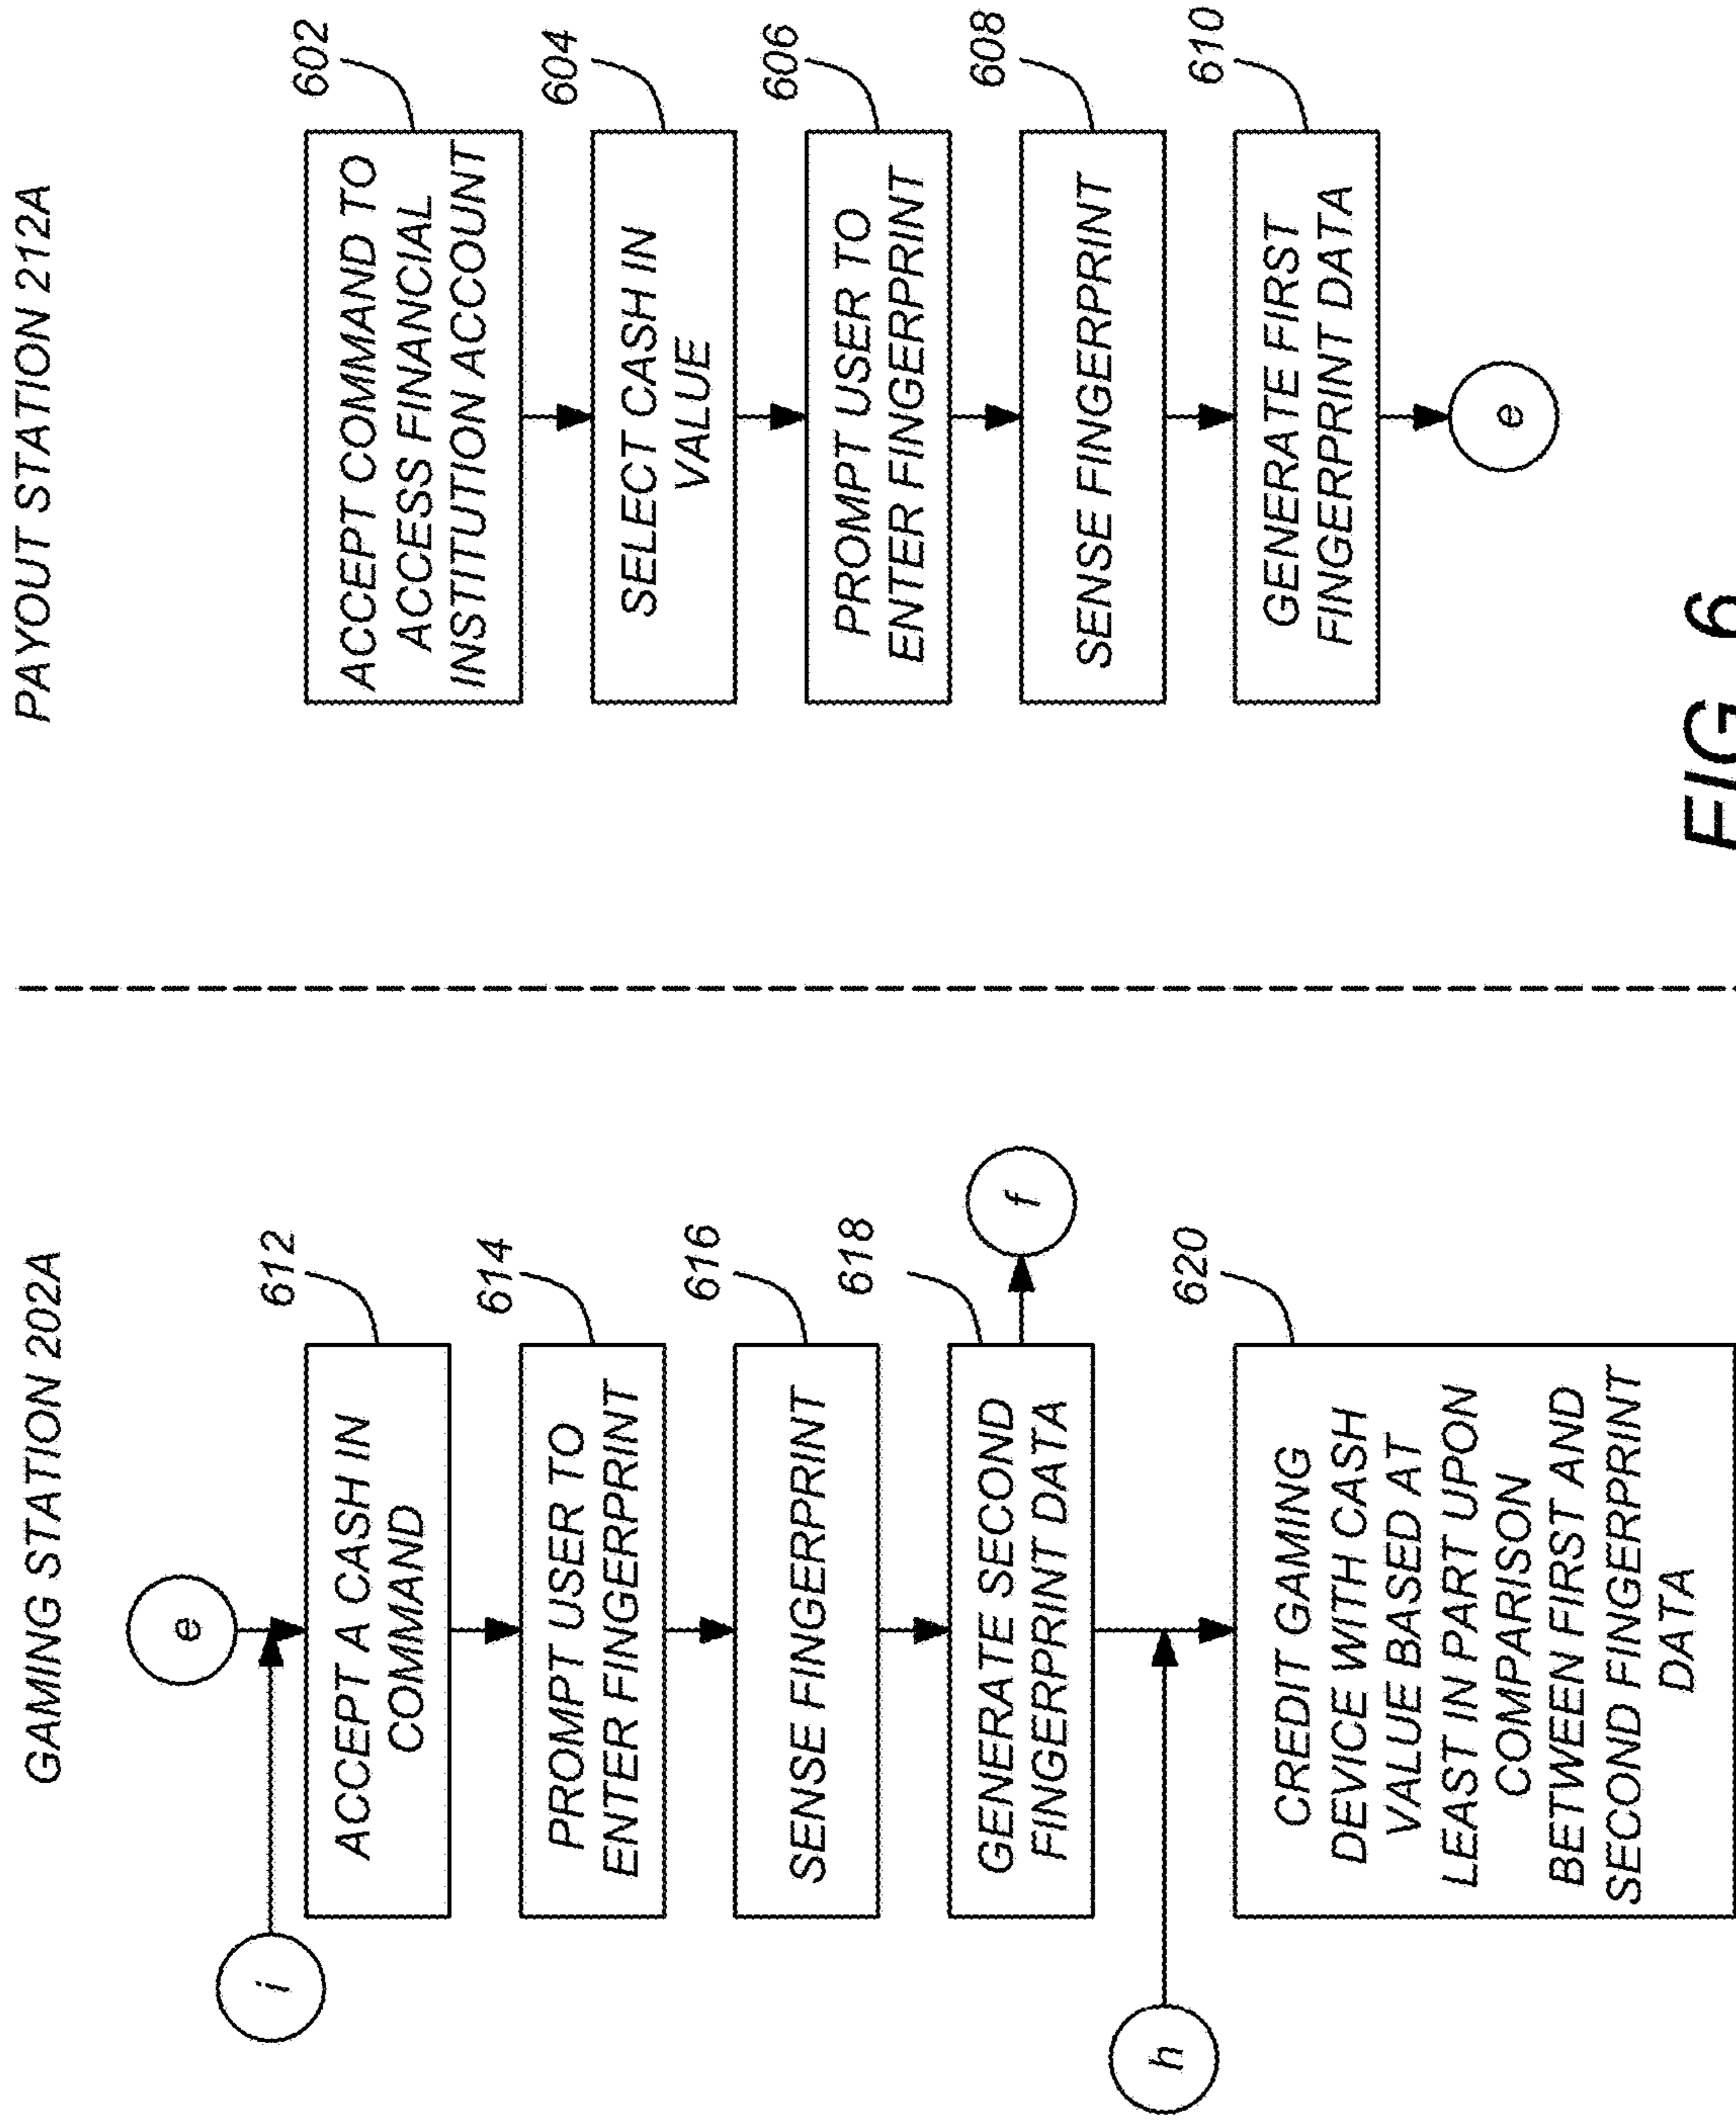 GAMING STATION 202A
e
i
612
ACCEPT A CASH IN
COMMAND
614
PROMPT USER TO
ENTER FINGERPRINT
616
SENSE FINGERPRINT
618
GENERATE SECOND
FINGERPRINT DATA
f
h
620
CREDIT GAMING
DEVICE WITH CASH
VALUE BASED AT
LEAST IN PART UPON
COMPARISON
BETWEEN FIRST AND
SECOND FINGERPRINT
DATA
PAYOUT STATION 212A
602
ACCEPT COMMAND TO
ACCESS FINANCIAL
INSTITUTION ACCOUNT
604
SELECT CASH IN
VALUE
606
PROMPT USER TO
ENTER FINGERPRINT
608
SENSE FINGERPRINT
610
GENERATE FIRST
FINGERPRINT DATA
e
FIG. 6